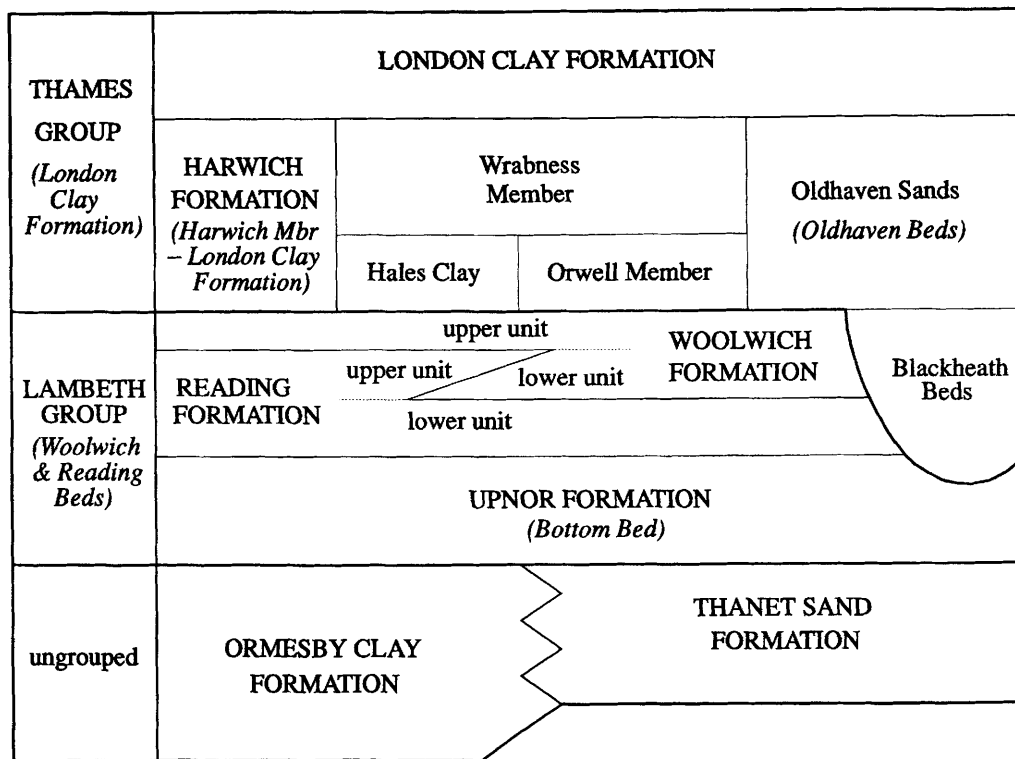 THAMES
GROUP
(London
Clay
Formation)
LONDON CLAY FORMATION
HARWICH
FORMATION
(Harwich Mbr
– London Clay
Formation)
Wrabness
Member
Hales Clay
Orwell Member
Oldhaven Sands
(Oldhaven Beds)
LAMBETH
GROUP
(Woolwich
& Reading
Beds)
upper unit
READING
FORMATION
upper unit
lower unit
lower unit
WOOLWICH
FORMATION
Blackheath
Beds
UPNOR FORMATION
(Bottom Bed)
ungrouped
ORMESBY CLAY
FORMATION
THANET SAND
FORMATION